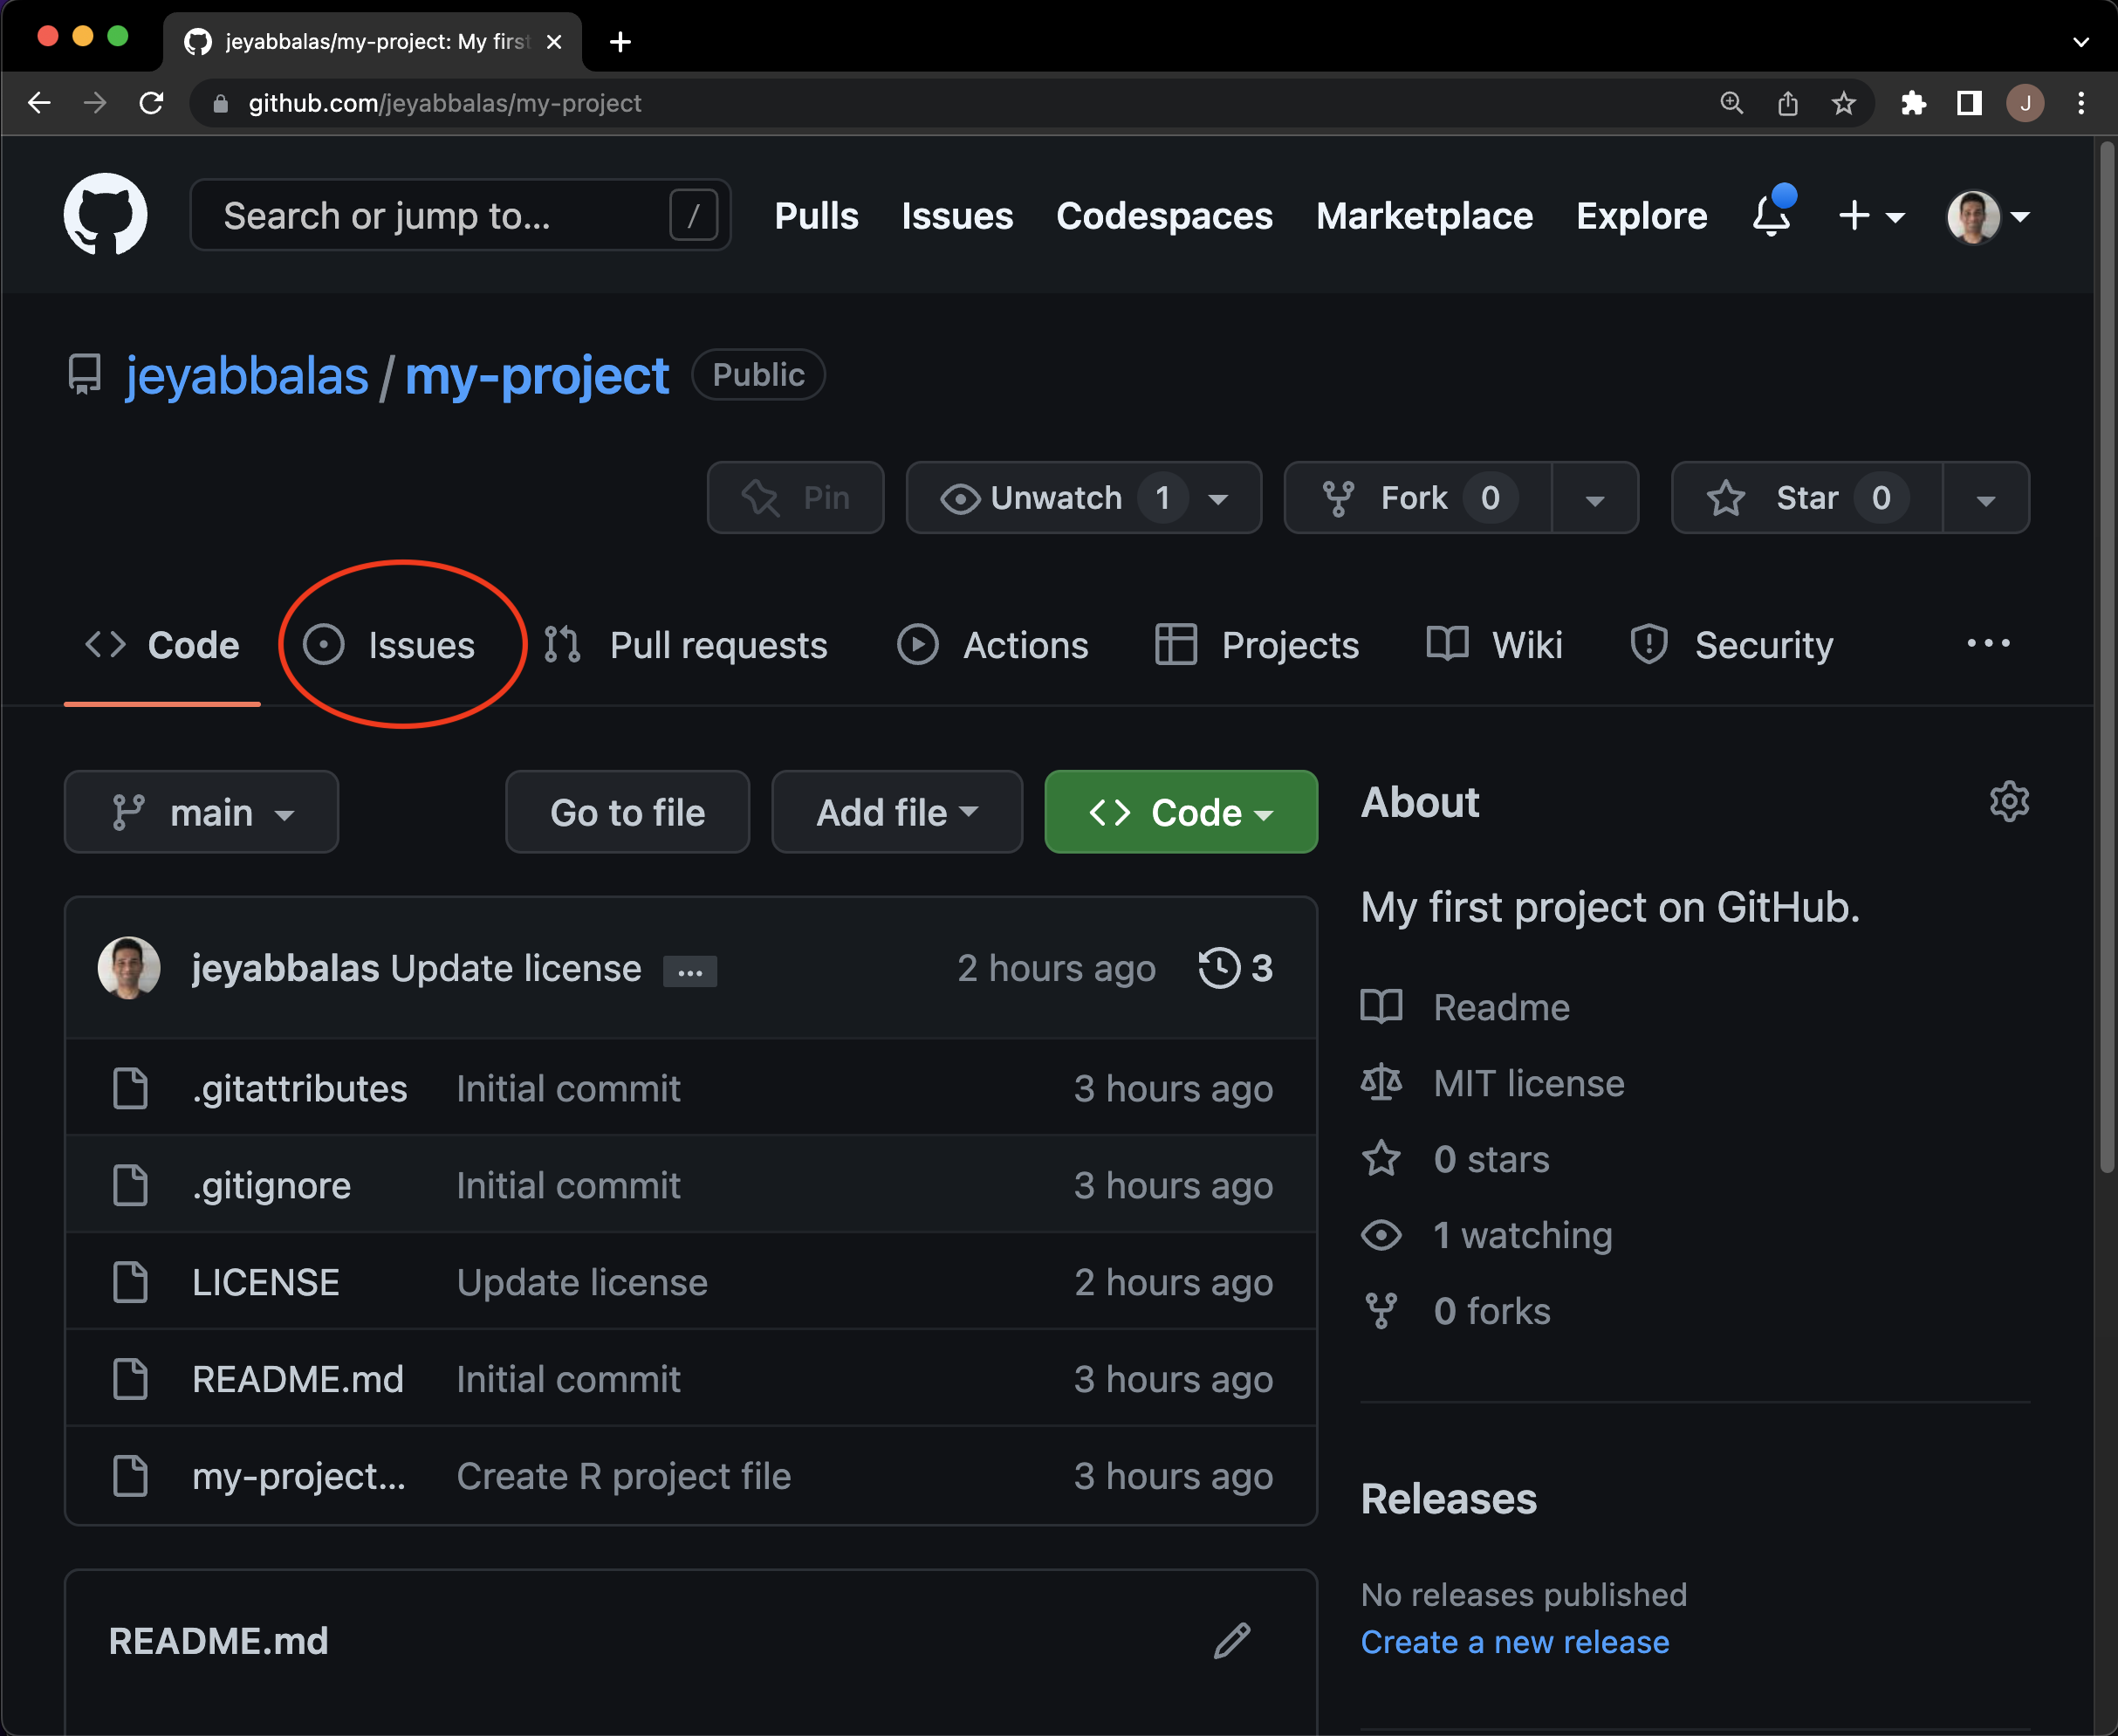 jeyabbalas/my-project: My first
github.com/jeyabbalas/my-project
J
Search or jump to... /
Pulls Issues Codespaces Marketplace Explore
jeyabbalas / my-project Public
Pin Unwatch 1 Fork 0 Star 0
Code Issues Pull requests Actions Projects Wiki Security ...
main Go to file Add file Code
jeyabbalas Update license ... 2 hours ago 3
.gitattributes Initial commit 3 hours ago
.gitignore Initial commit 3 hours ago
LICENSE Update license 2 hours ago
README.md Initial commit 3 hours ago
my-project... Create R project file 3 hours ago
README.md
About
My first project on GitHub.
Readme
MIT license
0 stars
1 watching
0 forks
Releases
No releases published
Create a new release